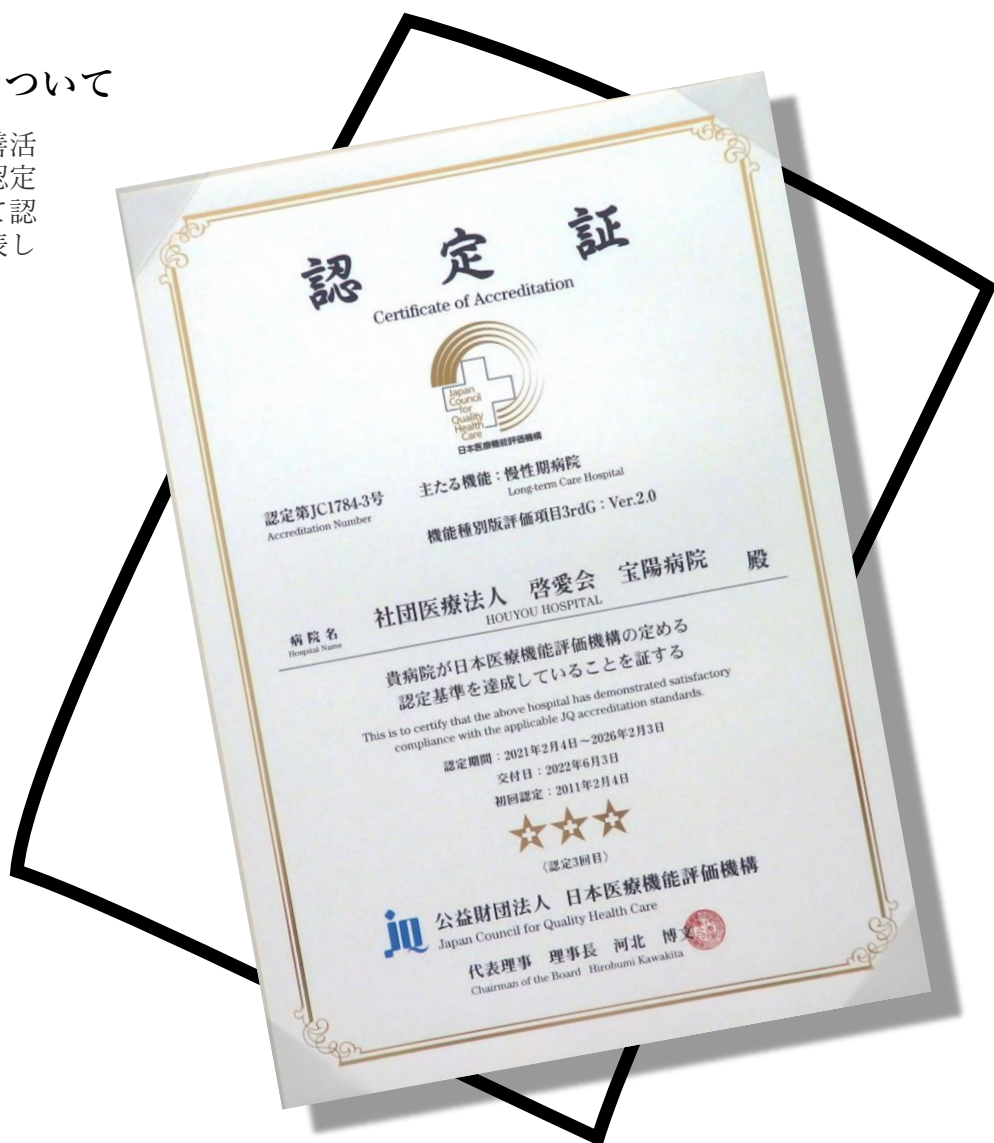 ついて
善活
認定
て認
表し
認 定 証
Certificate of Accreditation
Japan
Council
for
Quality
Health
Care
日本医療機能評価機構
認定第JC1784-3号
Accreditation Number
主たる機能：慢性期病院
Long-term Care Hospital
機能種別版評価項目3rdG：Ver.2.0
病院名
Hospital Name
社団医療法人 啓愛会 宝陽病院 殿
HOUYOU HOSPITAL
貴病院が日本医療機能評価機構の定める
認定基準を達成していることを証する
This is to certify that the above hospital has demonstrated satisfactory
compliance with the applicable JQ accreditation standards.
認定期間：2021年2月4日～2026年2月3日
交付日：2022年6月3日
初回認定：2011年2月4日
〈認定3回目〉
jQ
公益財団法人 日本医療機能評価機構
Japan Council for Quality Health Care
代表理事 理事長 河北 博文
Chairman of the Board Hirobumi Kawakita